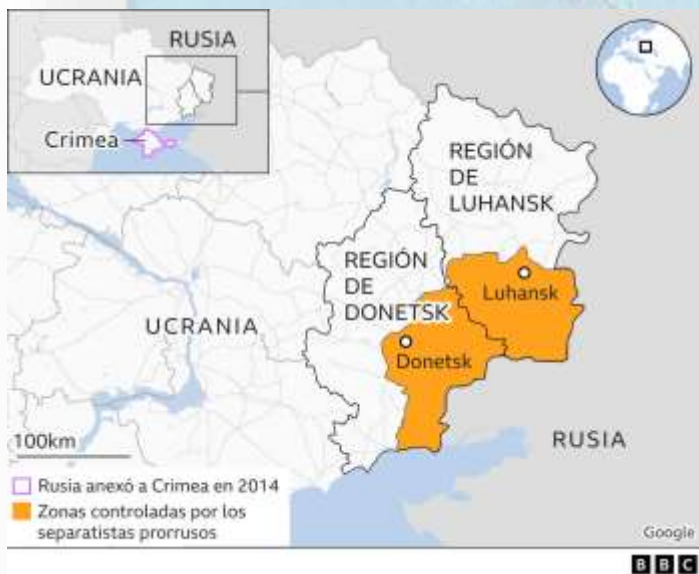 RUSIA
UCRANIA
Crimea
REGIÓN
DE
LUHANSK
REGIÓN
DE
DONETSK
Luhansk
UCRANIA
Donetsk
100km
RUSIA
Rusia anexó a Crimea en 2014
Zonas controladas por los
separatistas prorrusos
Google
BBC